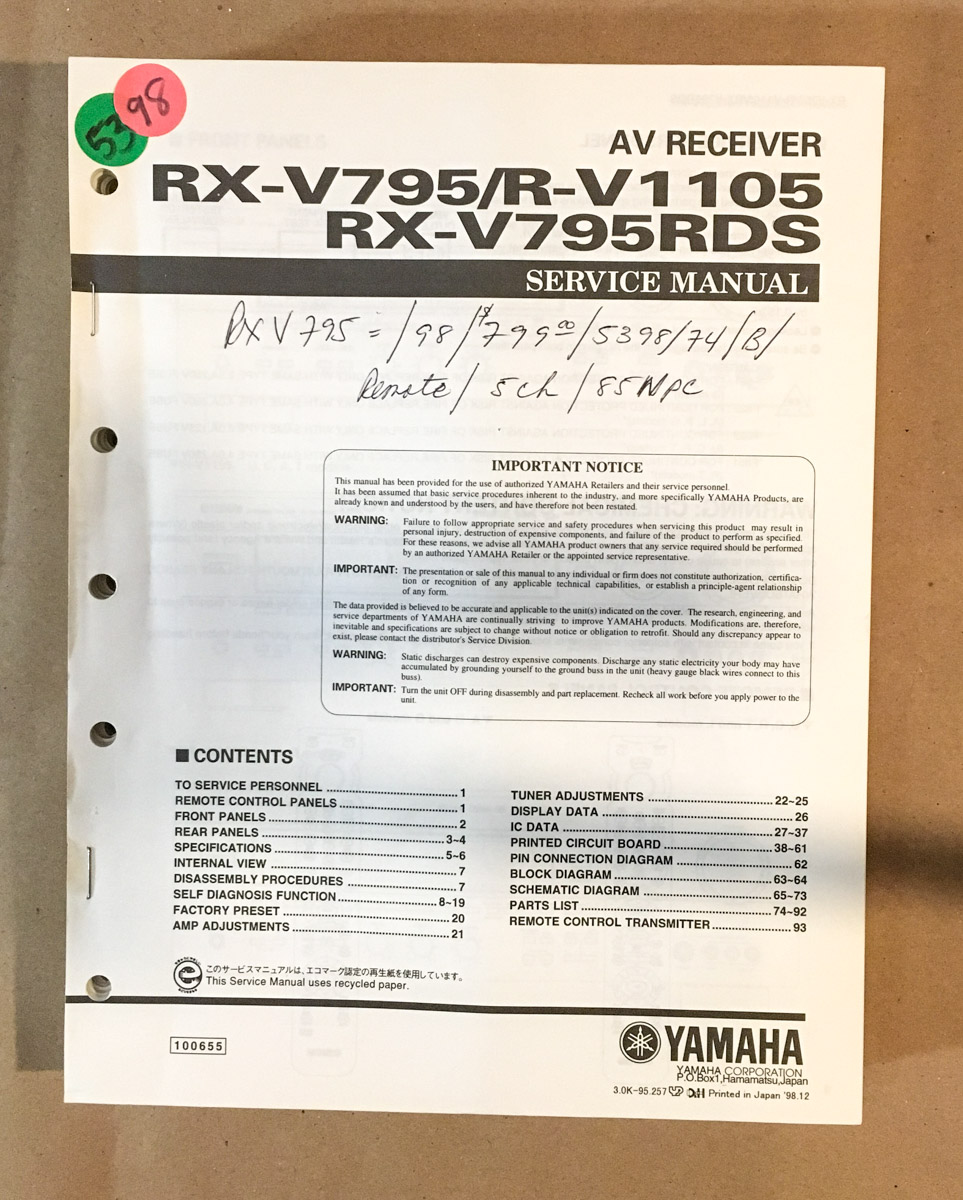 53 98
AV RECEIVER
RX-V795/R-V1105
RX-V795RDS
SERVICE MANUAL
RXV795 = /98/$799⁰⁰/5398/74/B/
Remote/ 5ch /85Wpc
IMPORTANT NOTICE
This manual has been provided for the use of authorized YAMAHA Retailers and their service personnel.
It has been assumed that basic service procedures inherent to the industry, and more specifically YAMAHA Products, are
already known and understood by the users, and have therefore not been restated.
WARNING: Failure to follow appropriate service and safety procedures when servicing this product may result in
personal injury, destruction of expensive components, and failure of the product to perform as specified.
For these reasons, we advise all YAMAHA product owners that any service required should be performed
by an authorized YAMAHA Retailer or the appointed service representative.
IMPORTANT: The presentation or sale of this manual to any individual or firm does not constitute authorization, certifica-
tion or recognition of any applicable technical capabilities, or establish a principle-agent relationship
of any form.
The data provided is believed to be accurate and applicable to the unit(s) indicated on the cover. The research, engineering, and
service departments of YAMAHA are continually striving to improve YAMAHA products. Modifications are, therefore,
inevitable and specifications are subject to change without notice or obligation to retrofit. Should any discrepancy appear to
exist, please contact the distributor's Service Division.
WARNING: Static discharges can destroy expensive components. Discharge any static electricity your body may have
accumulated by grounding yourself to the ground buss in the unit (heavy gauge black wires connect to this
buss).
IMPORTANT: Turn the unit OFF during disassembly and part replacement. Recheck all work before you apply power to the
unit.
■ CONTENTS
TO SERVICE PERSONNEL ........ 1
REMOTE CONTROL PANELS ........ 1
FRONT PANELS ........ 2
REAR PANELS ........ 3~4
SPECIFICATIONS ........ 5~6
INTERNAL VIEW ........ 7
DISASSEMBLY PROCEDURES ........ 7
SELF DIAGNOSIS FUNCTION ........ 8~19
FACTORY PRESET ........ 20
AMP ADJUSTMENTS ........ 21
TUNER ADJUSTMENTS ........ 22~25
DISPLAY DATA ........ 26
IC DATA ........ 27~37
PRINTED CIRCUIT BOARD ........ 38~61
PIN CONNECTION DIAGRAM ........ 62
BLOCK DIAGRAM ........ 63~64
SCHEMATIC DIAGRAM ........ 65~73
PARTS LIST ........ 74~92
REMOTE CONTROL TRANSMITTER ........ 93
このサービスマニュアルは、エコマーク認定の再生紙を使用しています。
This Service Manual uses recycled paper.
100655
YAMAHA
YAMAHA CORPORATION
P.O.Box1,Hamamatsu,Japan
3.0K-95.257 Printed in Japan '98.12